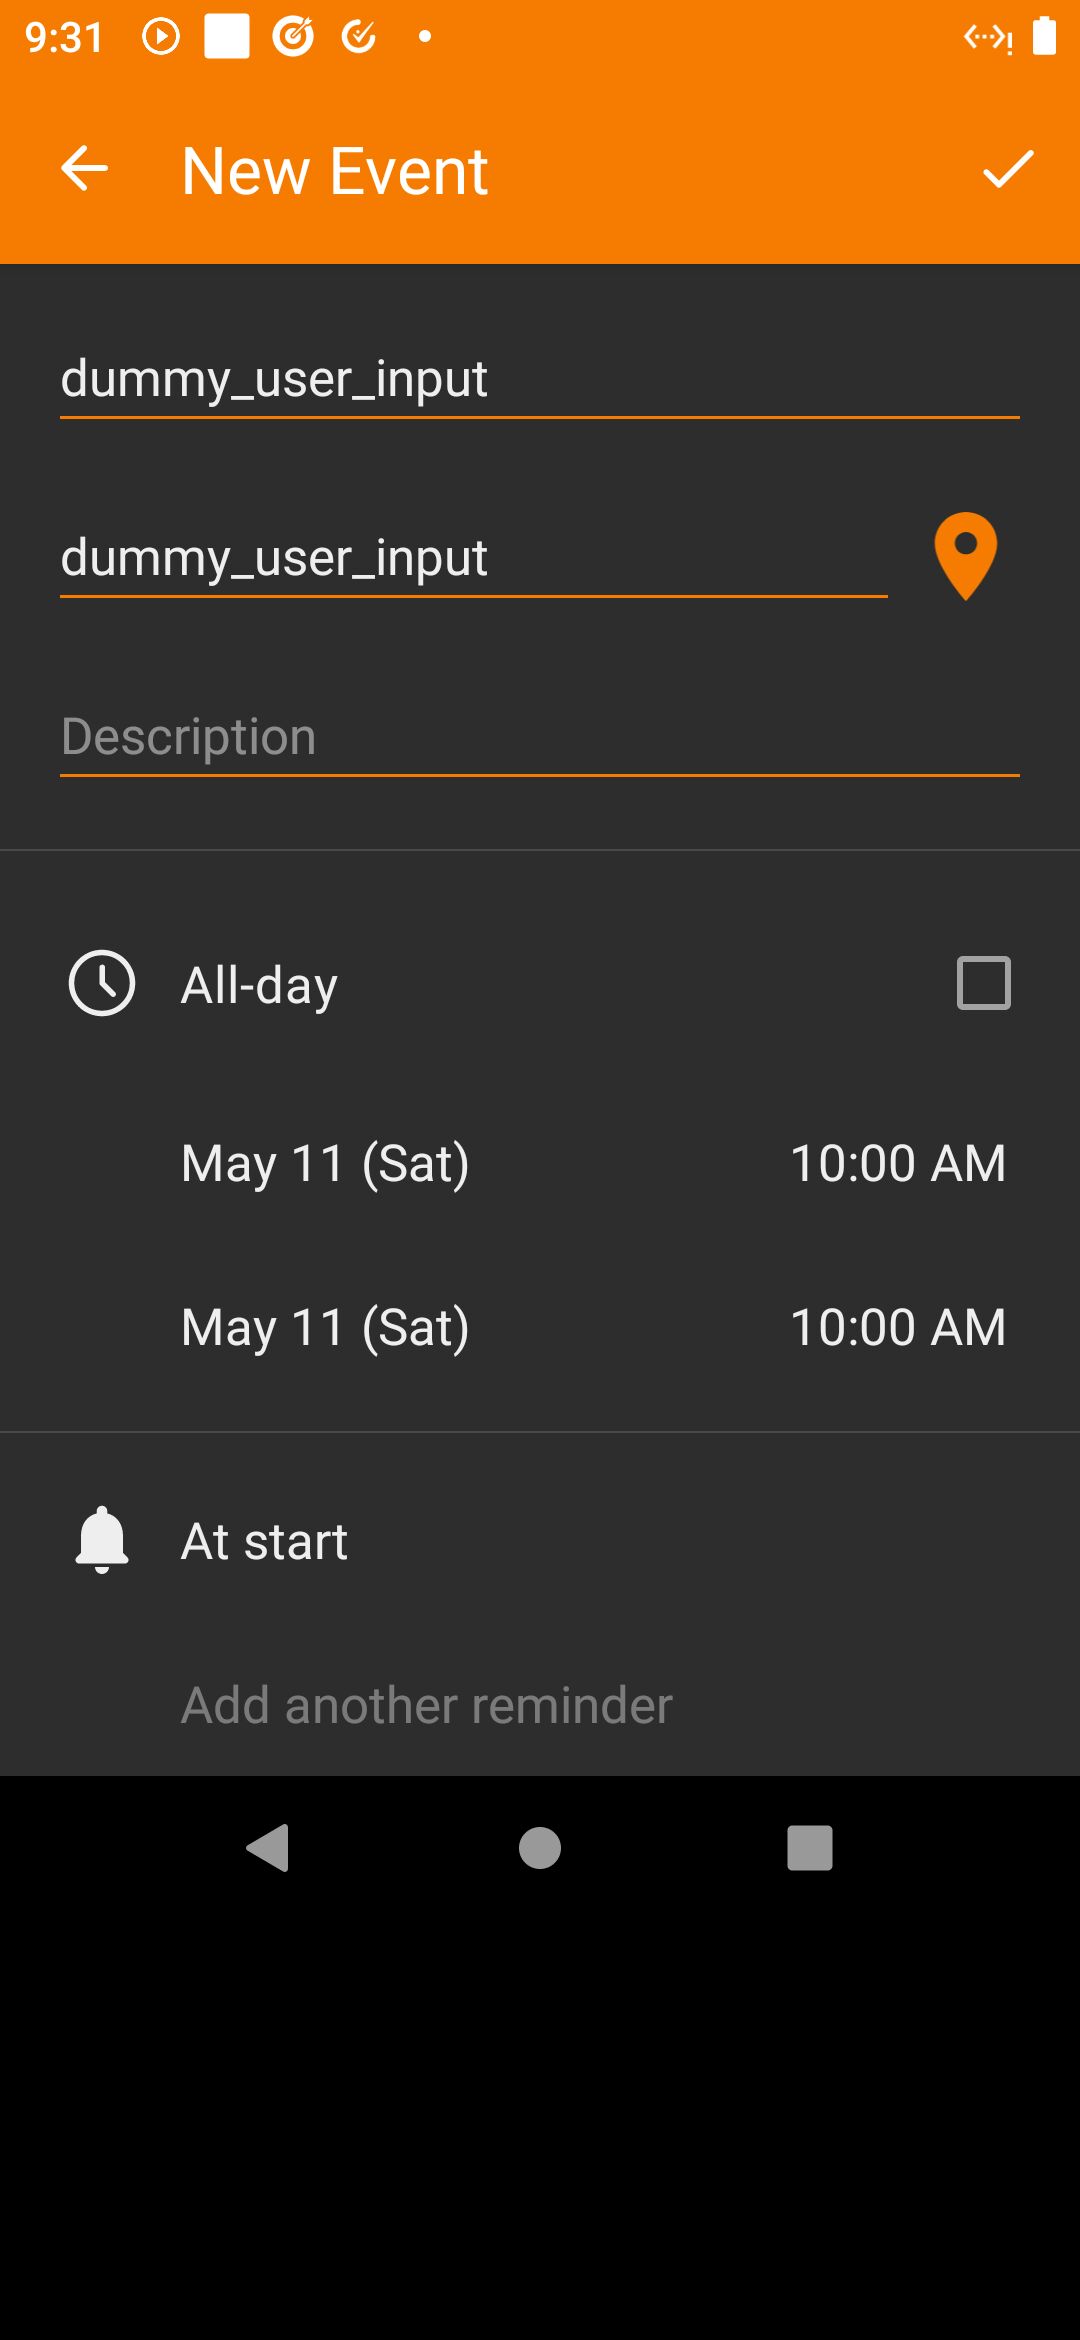 9:31
New Event
dummy_user_input
dummy_user_input
Description
All-day
May 11 (Sat) 10:00 AM
May 11 (Sat) 10:00 AM
At start
Add another reminder